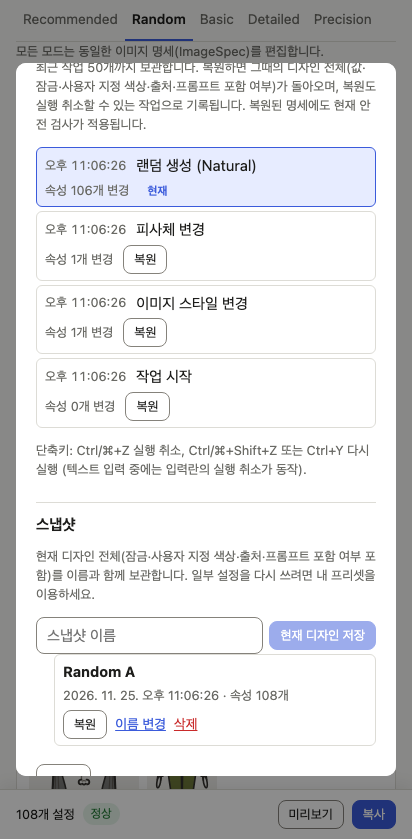 Recommended Random Basic Detailed Precision
모든 모드는 동일한 이미지 명세(ImageSpec)를 편집합니다.
최근 작업 50개까지 보관합니다. 복원하면 그때의 디자인 전체(값·
잠금·사용자 지정 색상·출처·프롬프트 포함 여부)가 돌아오며, 복원도
실행 취소할 수 있는 작업으로 기록됩니다. 복원된 명세에도 현재 안
전 검사가 적용됩니다.
오후 11:06:26 랜덤 생성 (Natural)
속성 106개 변경 현재
오후 11:06:26 피사체 변경
속성 1개 변경 복원
오후 11:06:26 이미지 스타일 변경
속성 1개 변경 복원
오후 11:06:26 작업 시작
속성 0개 변경 복원
단축키: Ctrl/⌘+Z 실행 취소, Ctrl/⌘+Shift+Z 또는 Ctrl+Y 다시
실행 (텍스트 입력 중에는 입력란의 실행 취소가 동작).
스냅샷
현재 디자인 전체(잠금·사용자 지정 색상·출처·프롬프트 포함 여부 포
함)를 이름과 함께 보관합니다. 일부 설정을 다시 쓰려면 내 프리셋을
이용하세요.
스냅샷 이름 현재 디자인 저장
Random A
2026. 11. 25. 오후 11:06:26 · 속성 108개
복원 이름 변경 삭제
108개 설정 정상 미리보기 복사